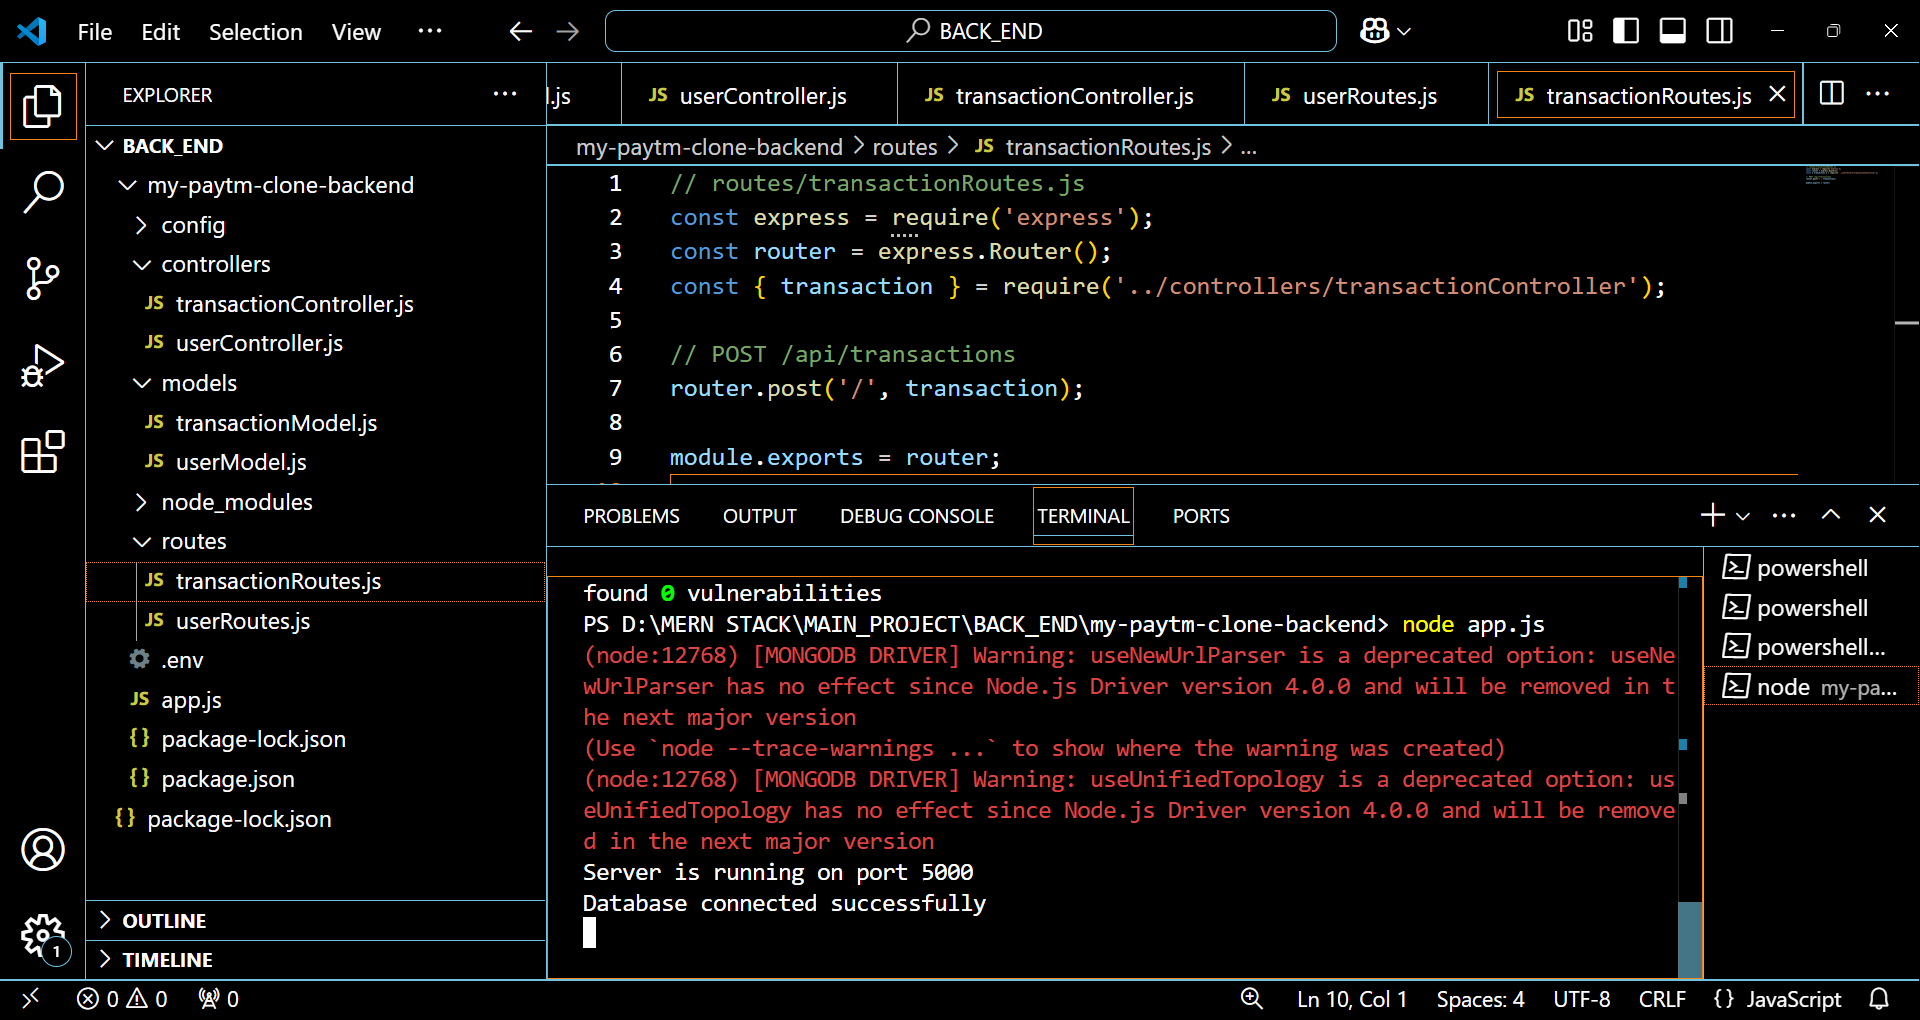 File Edit Selection View ··· BACK_END
EXPLORER ···
BACK_END
my-paytm-clone-backend
config
controllers
JS transactionController.js
JS userController.js
models
JS transactionModel.js
JS userModel.js
node_modules
routes
JS transactionRoutes.js
JS userRoutes.js
.env
JS app.js
{} package-lock.json
{} package.json
{} package-lock.json
OUTLINE
TIMELINE
l.js JS userController.js JS transactionController.js JS userRoutes.js JS transactionRoutes.js
my-paytm-clone-backend > routes > JS transactionRoutes.js > ...
1 // routes/transactionRoutes.js
2 const express = require('express');
3 const router = express.Router();
4 const { transaction } = require('../controllers/transactionController');
5
6 // POST /api/transactions
7 router.post('/', transaction);
8
9 module.exports = router;
PROBLEMS OUTPUT DEBUG CONSOLE TERMINAL PORTS
found 0 vulnerabilities
PS D:\MERN STACK\MAIN_PROJECT\BACK_END\my-paytm-clone-backend> node app.js
(node:12768) [MONGODB DRIVER] Warning: useNewUrlParser is a deprecated option: useNe
wUrlParser has no effect since Node.js Driver version 4.0.0 and will be removed in t
he next major version
(Use `node --trace-warnings ...` to show where the warning was created)
(node:12768) [MONGODB DRIVER] Warning: useUnifiedTopology is a deprecated option: us
eUnifiedTopology has no effect since Node.js Driver version 4.0.0 and will be remove
d in the next major version
Server is running on port 5000
Database connected successfully
powershell
powershell
powershell...
node my-pa...
1
0 0 0 Ln 10, Col 1 Spaces: 4 UTF-8 CRLF {} JavaScript